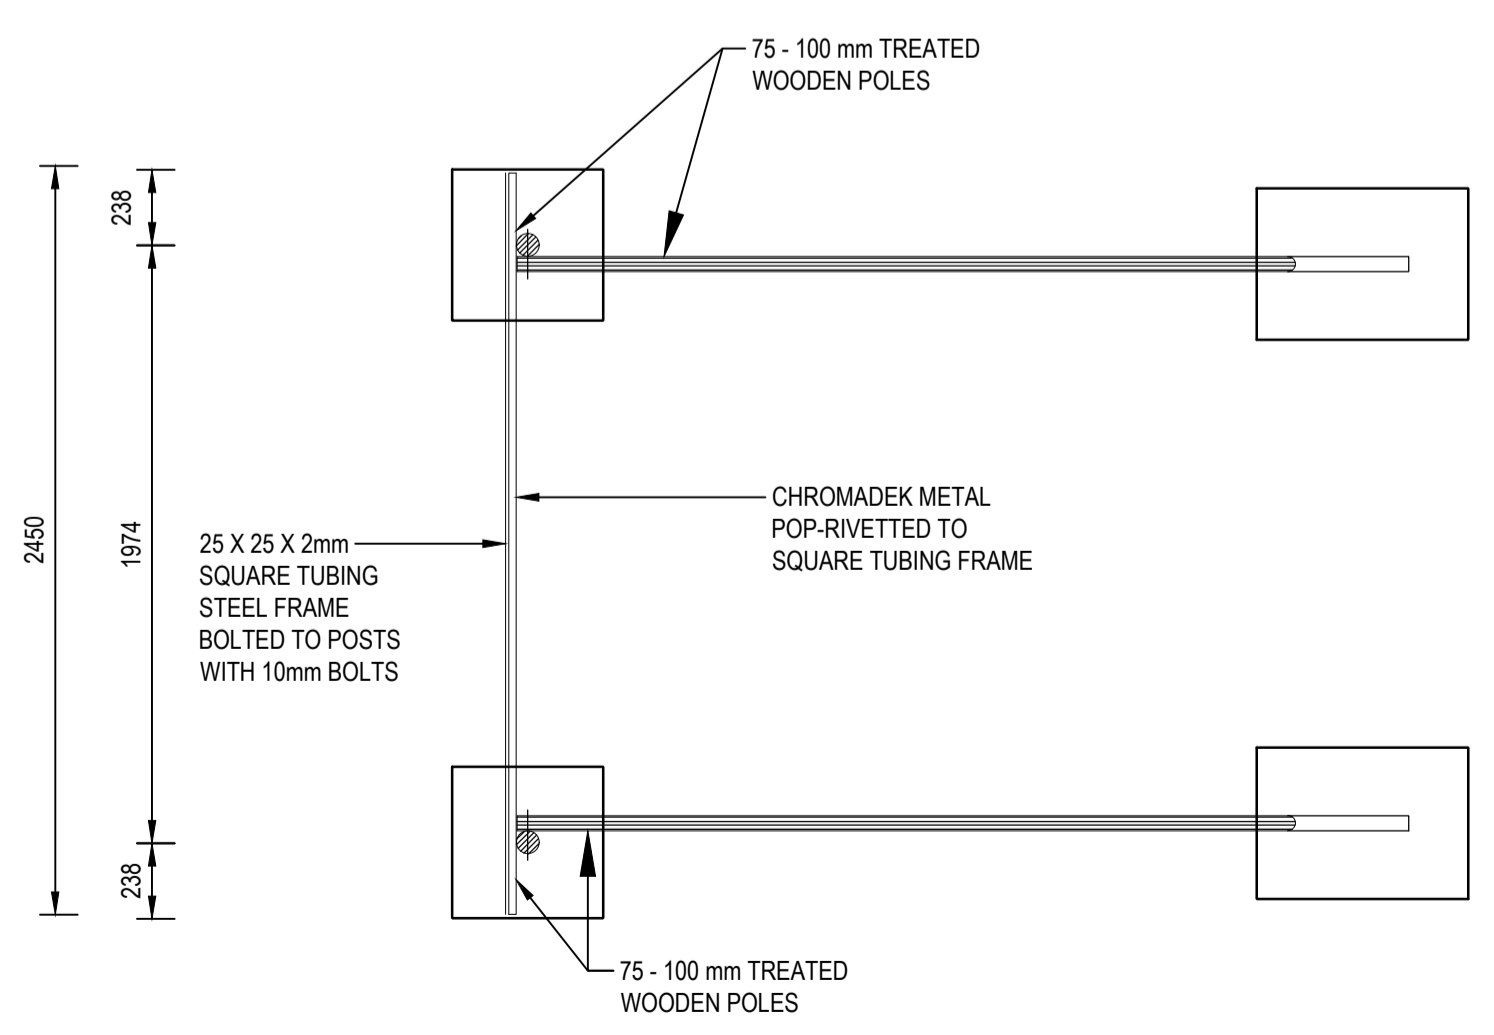 75 - 100 mm TREATED
WOODEN POLES
238
2450
1974
CHROMADEK METAL
POP-RIVETTED TO
SQUARE TUBING FRAME
25 X 25 X 2mm
SQUARE TUBING
STEEL FRAME
BOLTED TO POSTS
WITH 10mm BOLTS
238
75 - 100 mm TREATED
WOODEN POLES